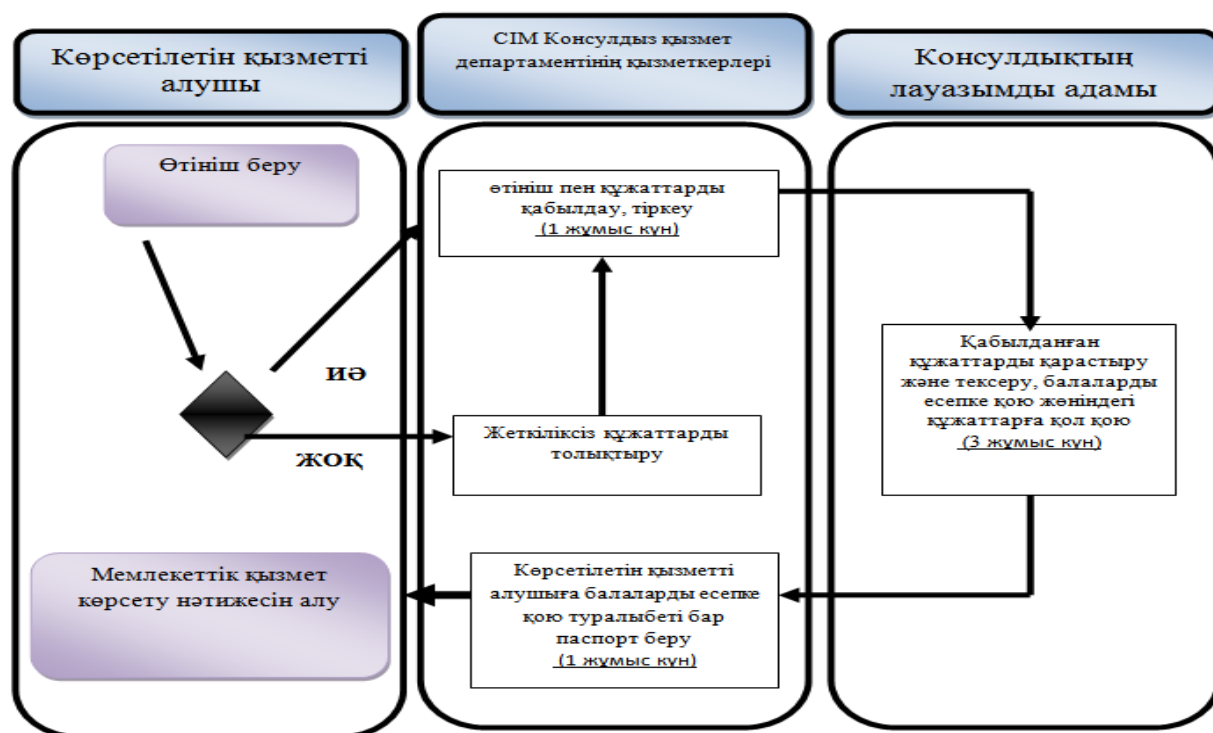 Көрсетілетін қызметті
алушы
СІМ Консулдыз қызмет
департаментінің қызметкерлері
Консулдықтың
лауазымды адамы
Өтініш беру
өтініш пен құжаттарды
қабылдау, тіркеу
(1 жұмыс күн)
Қабылданған
құжаттарды қарастыру
және тексеру, балаларды
есепке қою жөніндегі
құжаттарға қол қою
(3 жұмыс күн)
иә
жоқ
Жеткіліксіз құжаттарды
толықтыру
Мемлекеттік қызмет
көрсету нәтижесін алу
Көрсетілетін қызметті
алушыға балаларды есепке
қою туралыбеті бар
паспорт беру
(1 жұмыс күн)